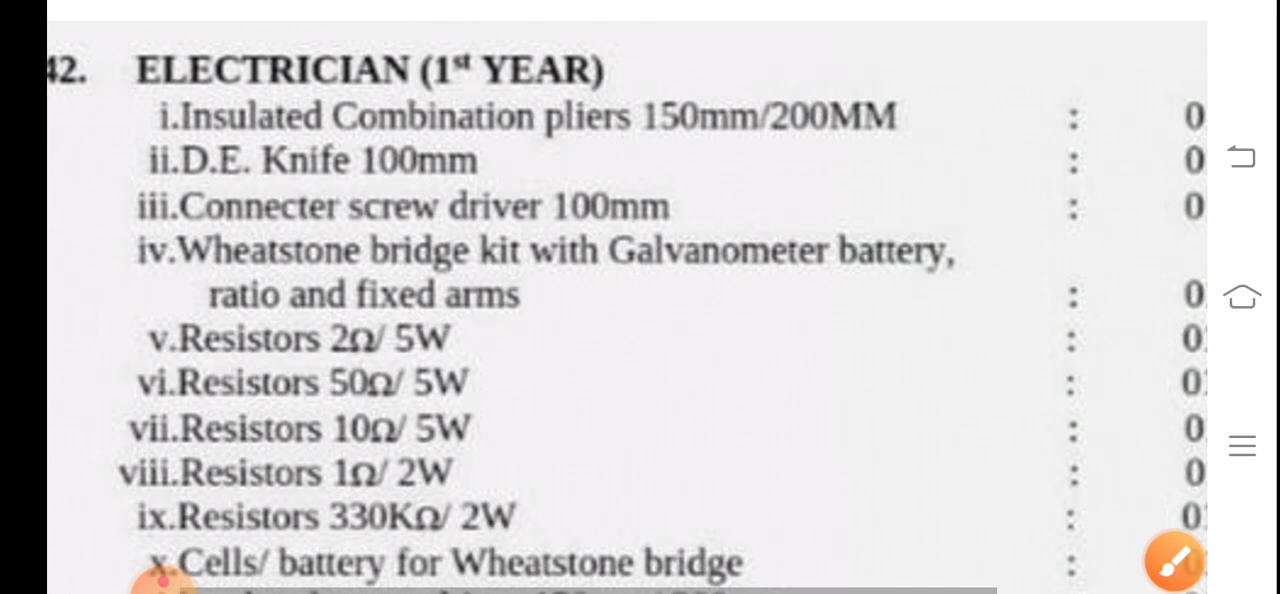 42. ELECTRICIAN (1st YEAR)
i.Insulated Combination pliers 150mm/200MM : 0
ii.D.E. Knife 100mm : 0
iii.Connecter screw driver 100mm : 0
iv.Wheatstone bridge kit with Galvanometer battery,
ratio and fixed arms : 0
v.Resistors 2Ω/ 5W : 0
vi.Resistors 50Ω/ 5W : 0
vii.Resistors 10Ω/ 5W : 0
viii.Resistors 1Ω/ 2W : 0
ix.Resistors 330KΩ/ 2W : 0
x.Cells/ battery for Wheatstone bridge :